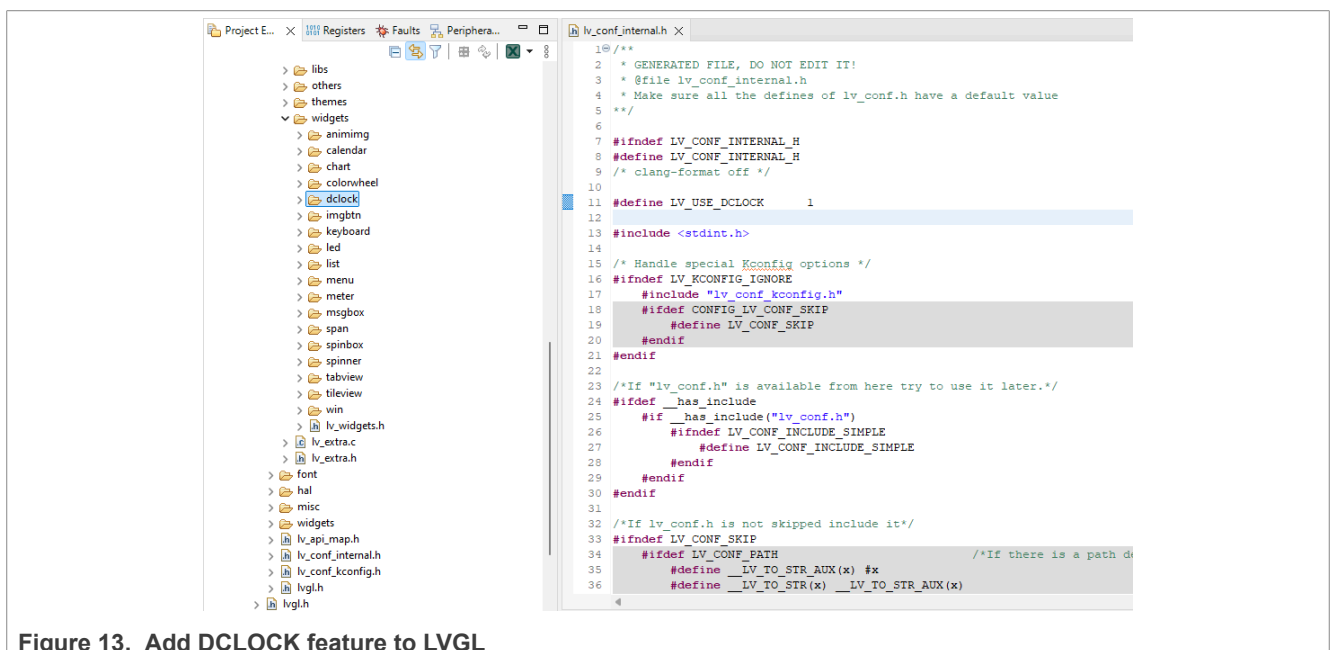 Project E... Registers Faults Periphera...
libs
others
themes
widgets
animimg
calendar
chart
colorwheel
dclock
imgbtn
keyboard
led
list
menu
meter
msgbox
span
spinbox
spinner
tabview
tileview
win
lv_widgets.h
lv_extra.c
lv_extra.h
font
hal
misc
widgets
lv_api_map.h
lv_conf_internal.h
lv_conf_kconfig.h
lvgl.h
lvgl.h
lv_conf_internal.h
1 /**
2 * GENERATED FILE, DO NOT EDIT IT!
3 * @file lv_conf_internal.h
4 * Make sure all the defines of lv_conf.h have a default value
5 **/
6
7 #ifndef LV_CONF_INTERNAL_H
8 #define LV_CONF_INTERNAL_H
9 /* clang-format off */
10
11 #define LV_USE_DCLOCK 1
12
13 #include <stdint.h>
14
15 /* Handle special Kconfig options */
16 #ifndef LV_KCONFIG_IGNORE
17 #include "lv_conf_kconfig.h"
18 #ifdef CONFIG_LV_CONF_SKIP
19 #define LV_CONF_SKIP
20 #endif
21 #endif
22
23 /*If "lv_conf.h" is available from here try to use it later.*/
24 #ifdef __has_include
25 #if __has_include("lv_conf.h")
26 #ifndef LV_CONF_INCLUDE_SIMPLE
27 #define LV_CONF_INCLUDE_SIMPLE
28 #endif
29 #endif
30 #endif
31
32 /*If lv_conf.h is not skipped include it*/
33 #ifndef LV_CONF_SKIP
34 #ifdef LV_CONF_PATH /*If there is a path de
35 #define __LV_TO_STR_AUX(x) #x
36 #define __LV_TO_STR(x) __LV_TO_STR_AUX(x)
Figure 13. Add DCLOCK feature to LVGL